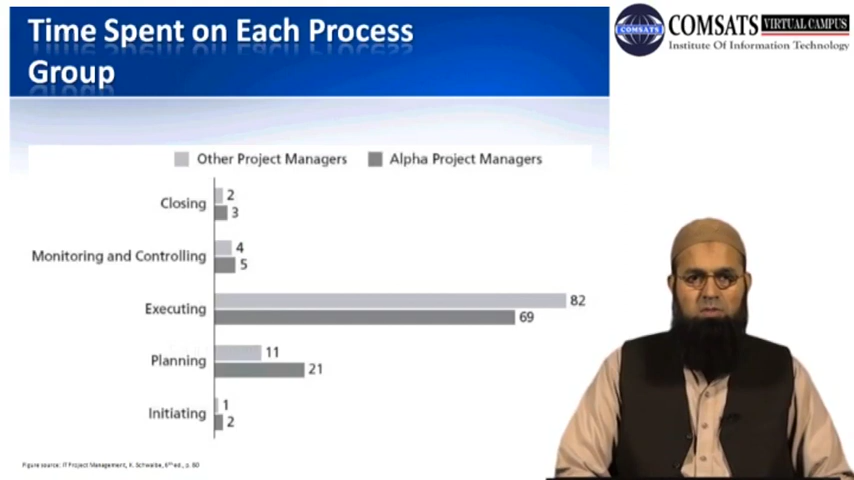 Time Spent on Each Process
Group
COMSATS
COMSATS VIRTUAL CAMPUS
Institute Of Information Technology
Other Project Managers
Alpha Project Managers
Closing
2
3
Monitoring and Controlling
4
5
Executing
82
69
Planning
11
21
Initiating
1
2
Figure source: IT Project Management, K. Schwalbe, 6th ed., p. 80